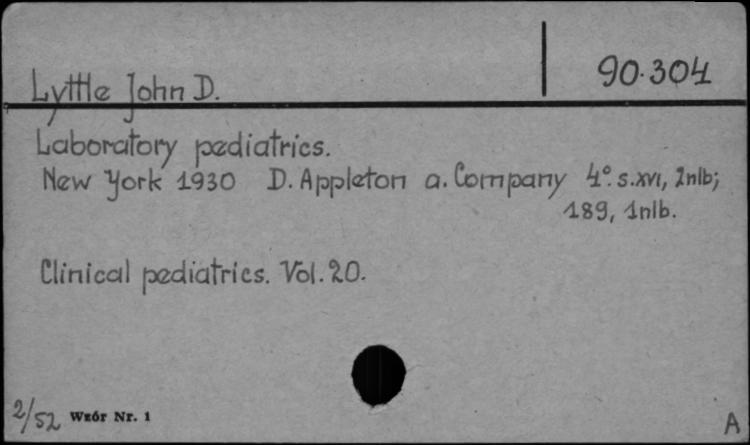 90.304
Lyttle John D.
Laboratory pediatrics.
New York 1930 D. Appleton a. Company 4°. s.XVI, 2nlb;
189, 1nlb.
Clinical pediatrics. Vol. 20.
2/52 Wzór Nr. 1
A